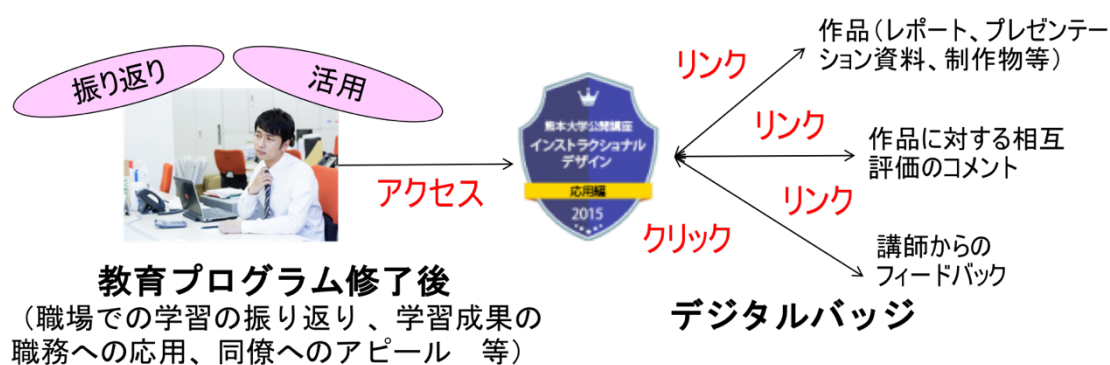 振り返り
活用
アクセス
教育プログラム修了後
（職場での学習の振り返り、学習成果の
職務への応用、同僚へのアピール　等）
熊本大学公開講座
インストラクショナル
デザイン
応用編
2015
クリック
デジタルバッジ
リンク
作品（レポート、プレゼンテー
ション資料、制作物等）
リンク
作品に対する相互
評価のコメント
リンク
講師からの
フィードバック